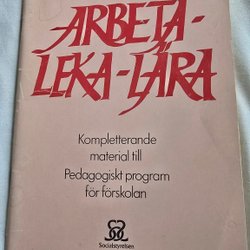 ARBETA-
LEKA-LÄRA
Kompletterande
material till
Pedagogiskt program
för förskolan
Socialstyrelsen